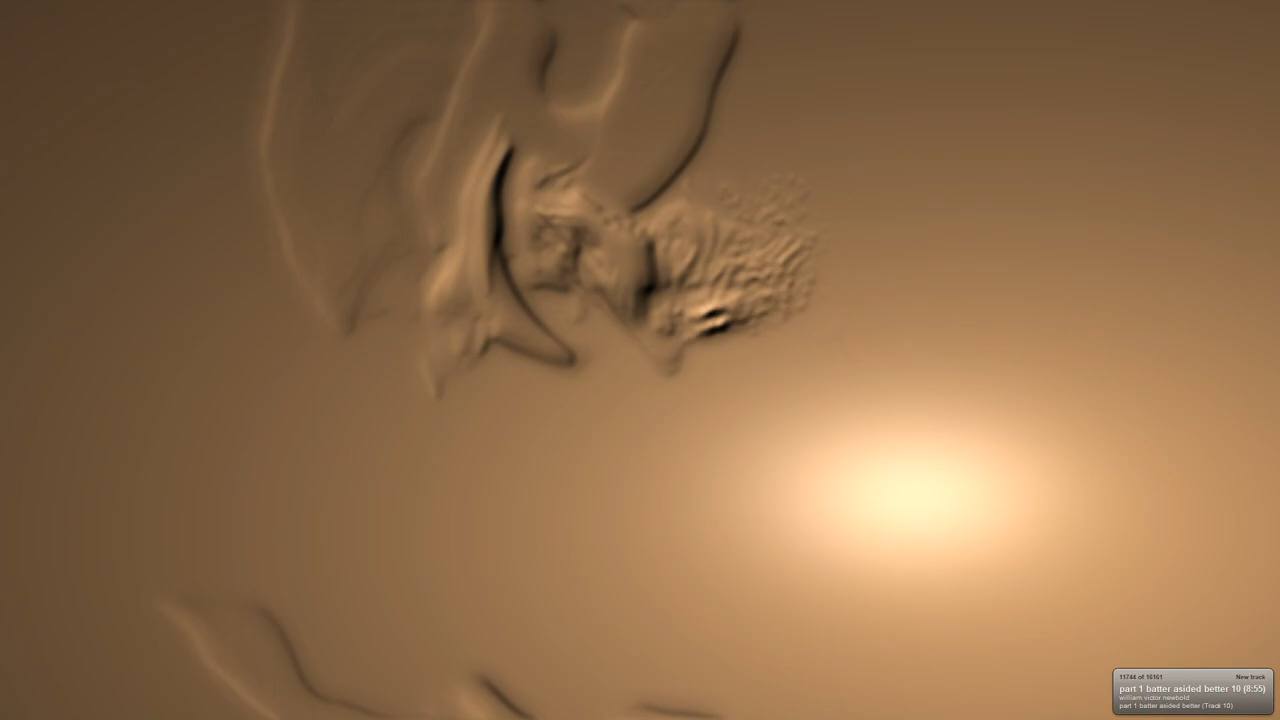 11744 of 16161 New track
part 1 batter asided better 10 (8:55)
william victor newbold
part 1 batter asided better (Track 10)